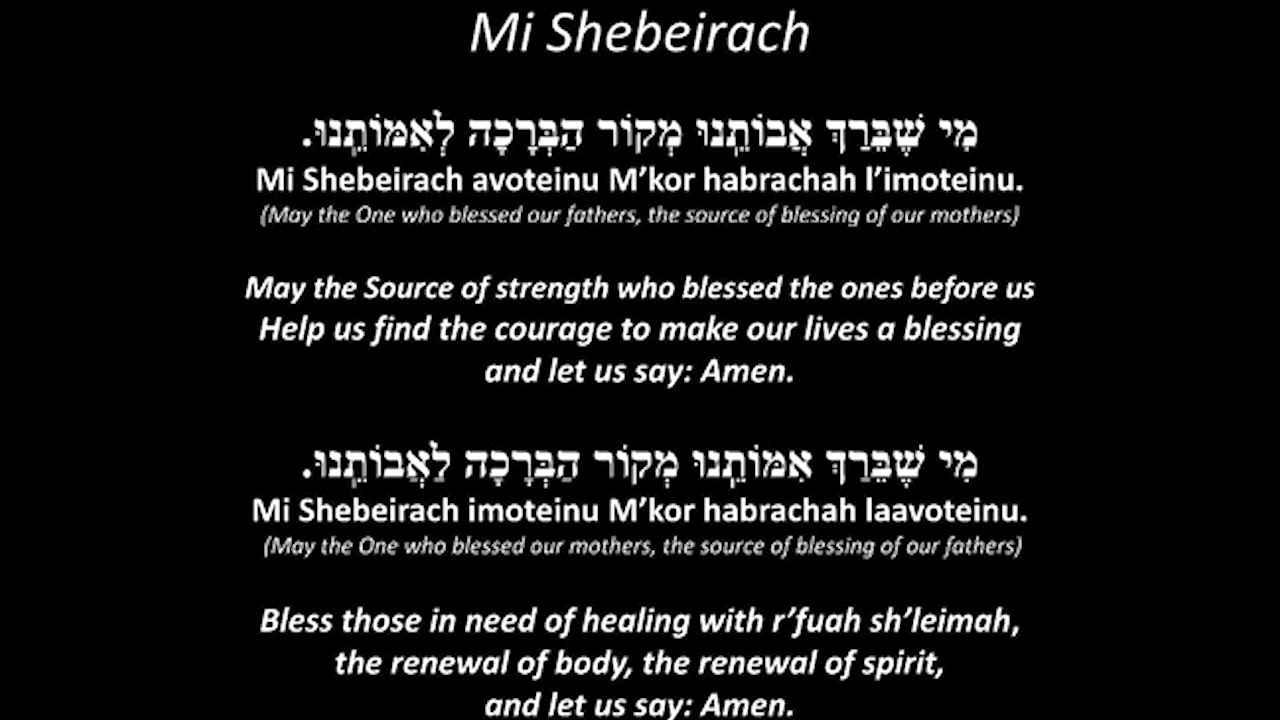 Mi Shebeirach
מִי שֶׁבֵּרַךְ אֲבוֹתֵֽנוּ מְקוֹר הַבְּרָכָה לְאִמּוֹתֵֽנוּ.
Mi Shebeirach avoteinu M’kor habrachah l’imoteinu.
(May the One who blessed our fathers, the source of blessing of our mothers)
May the Source of strength who blessed the ones before us
Help us find the courage to make our lives a blessing
and let us say: Amen.
מִי שֶׁבֵּרַךְ אִמּוֹתֵֽנוּ מְקוֹר הַבְּרָכָה לַאֲבוֹתֵֽנוּ.
Mi Shebeirach imoteinu M’kor habrachah laavoteinu.
(May the One who blessed our mothers, the source of blessing of our fathers)
Bless those in need of healing with r’fuah sh’leimah,
the renewal of body, the renewal of spirit,
and let us say: Amen.